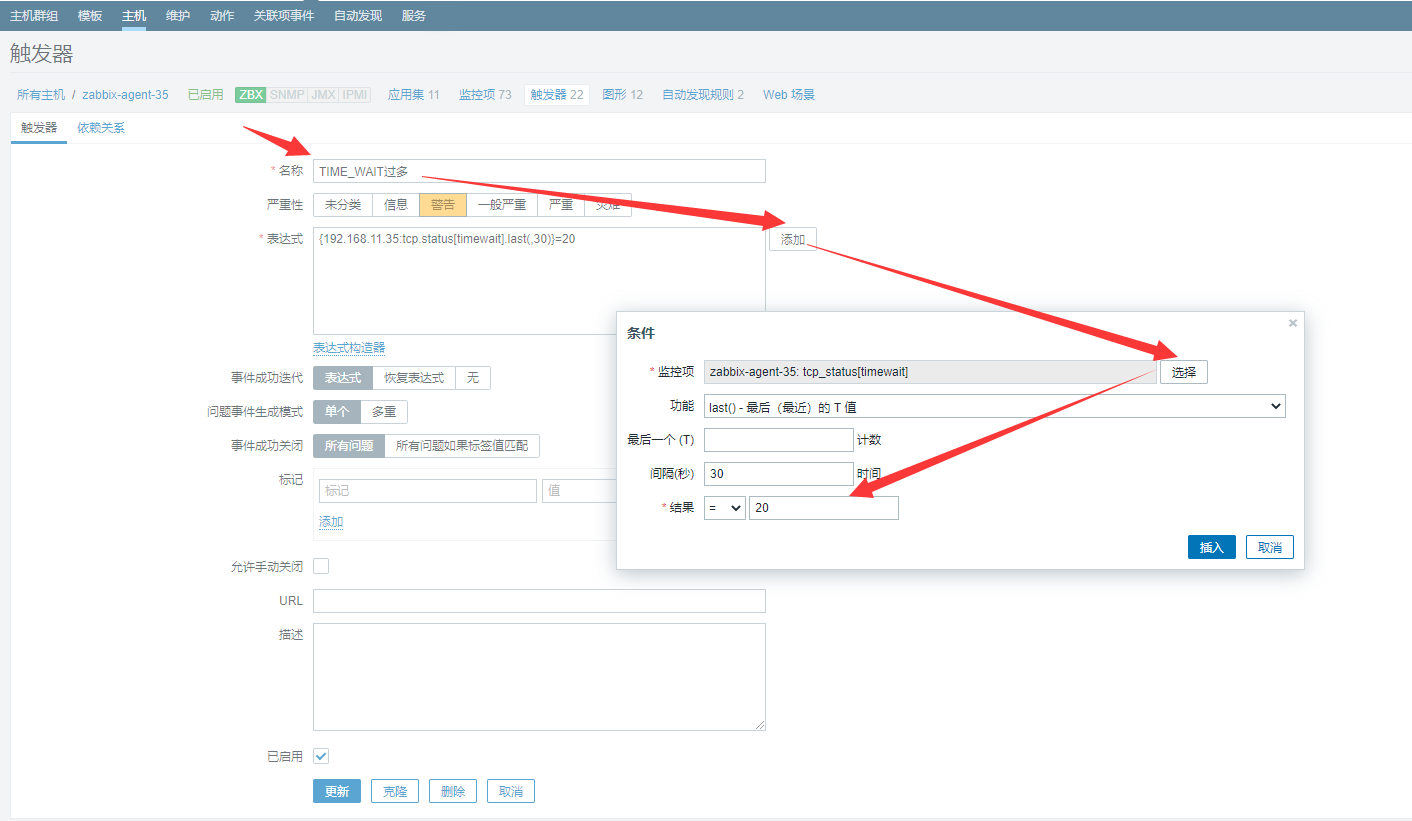 主机群组 模板 主机 维护 动作 关联项事件 自动发现 服务
触发器
所有主机 / zabbix-agent-35 已启用 ZBX SNMP JMX IPMI 应用集 11 监控项 73 触发器 22 图形 12 自动发现规则 2 Web 场景
触发器 依赖关系
* 名称 TIME_WAIT过多
严重性 未分类 信息 警告 一般严重 严重 灾难
* 表达式 {192.168.11.35:tcp.status[timewait].last(,30)}=20 添加
表达式构造器
条件 ×
* 监控项 zabbix-agent-35: tcp_status[timewait] 选择
功能 last() - 最后（最近）的 T 值
最后一个 (T) 计数
间隔(秒) 30 时间
* 结果 = 20
插入 取消
事件成功迭代 表达式 恢复表达式 无
问题事件生成模式 单个 多重
事件成功关闭 所有问题 所有问题如果标签值匹配
标记 标记 值
添加
允许手动关闭
URL
描述
已启用
更新 克隆 删除 取消